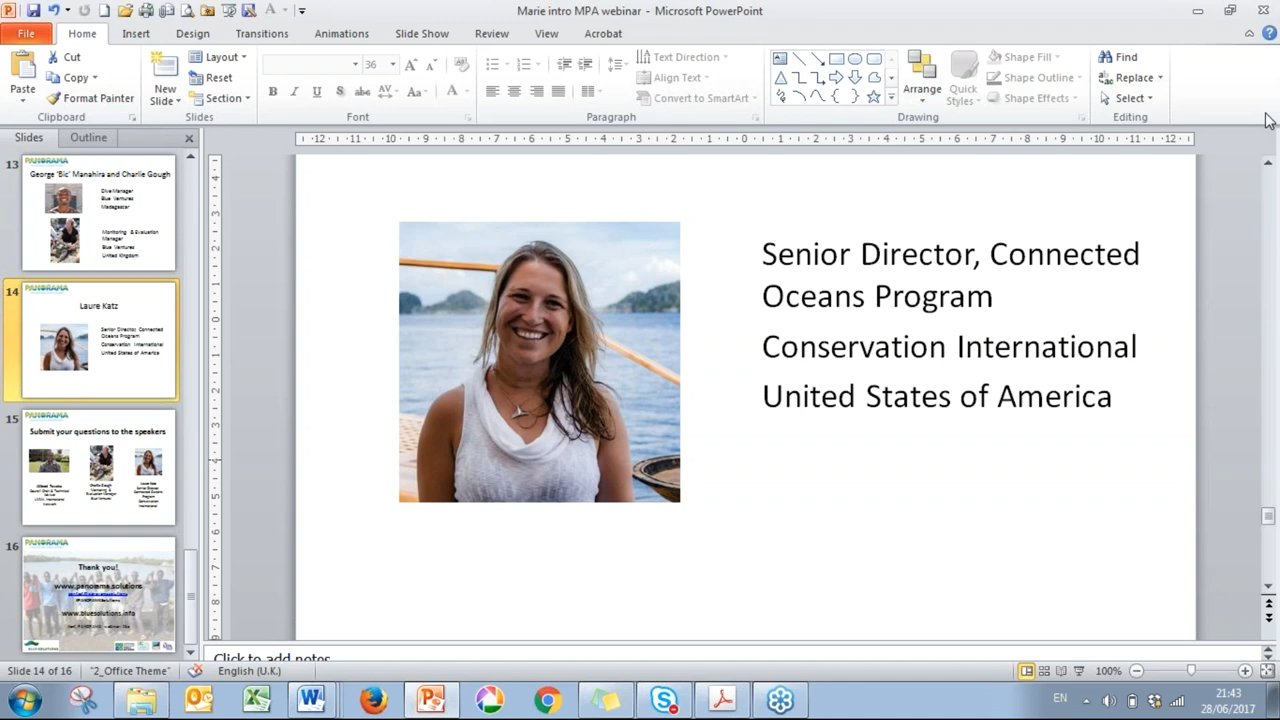 Marie intro MPA webinar - Microsoft PowerPoint
File Home Insert Design Transitions Animations Slide Show Review View Acrobat
Cut
Copy
Format Painter
Paste
Clipboard
New Slide
Layout
Reset
Section
Slides
36
Font
Text Direction
Align Text
Convert to SmartArt
Paragraph
Arrange
Quick Styles
Shape Fill
Shape Outline
Shape Effects
Drawing
Find
Replace
Select
Editing
Slides Outline
13
PANORAMA
George 'Bic' Manahira and Charlie Gough
Dive Manager
Blue Ventures
Madagascar
Monitoring & Evaluation
Manager
Blue Ventures
United Kingdom
14
PANORAMA
Laure Katz
Senior Director, Connected
Oceans Program
Conservation International
United States of America
15
PANORAMA
Submit your questions to the speakers
16
PANORAMA
Thank you!
www.panorama.solutions
www.bluesolutions.info
Senior Director, Connected
Oceans Program
Conservation International
United States of America
Click to add notes
Slide 14 of 16 "2_Office Theme" English (U.K.) 100%
EN 21:43
28/06/2017